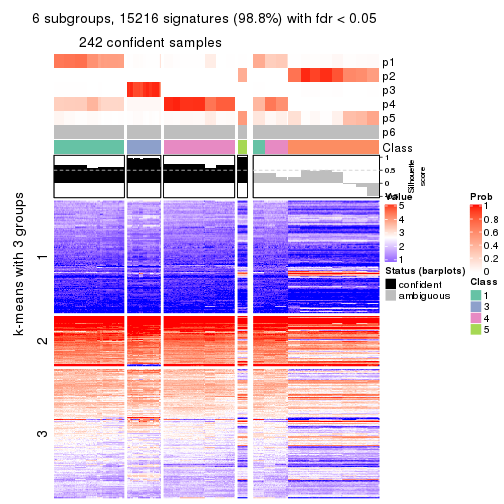 6 subgroups, 15216 signatures (98.8%) with fdr < 0.05
242 confident samples
p1
p2
p3
p4
p5
p6
Class
1
0.5
0
Silhouette
score
k-means with 3 groups
1
2
3
Value
5
4
3
2
1
Status (barplots)
confident
ambiguous
Prob
1
0.8
0.6
0.4
0.2
0
Class
1
3
4
5